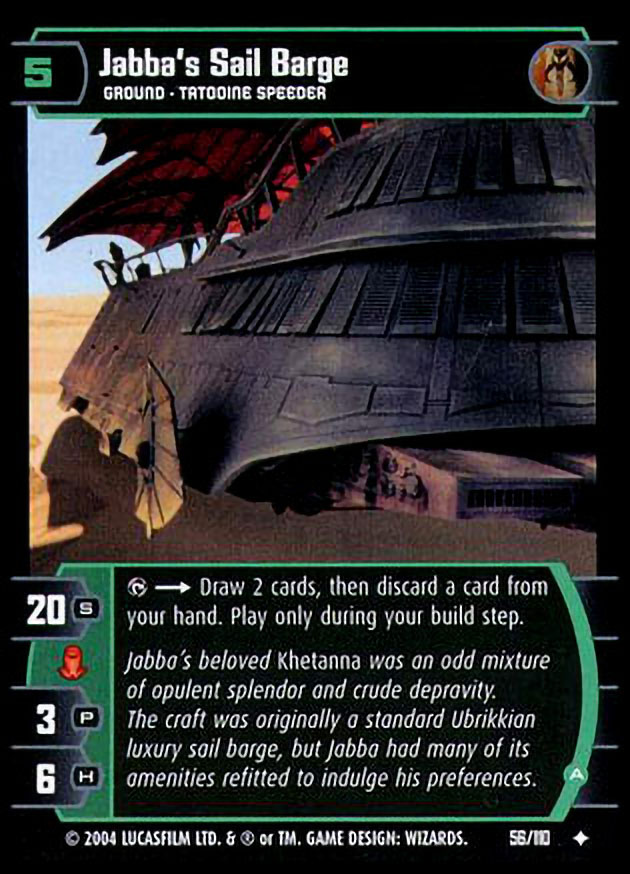 5
Jabba's Sail Barge
GROUND · TATOOINE SPEEDER
20 S
3 P
6 H
Draw 2 cards, then discard a card from
your hand. Play only during your build step.
Jabba's beloved Khetanna was an odd mixture
of opulent splendor and crude depravity.
The craft was originally a standard Ubrikkian
luxury sail barge, but Jabba had many of its
amenities refitted to indulge his preferences.
A
© 2004 LUCASFILM LTD. & ® or TM. GAME DESIGN: WIZARDS. 56/110